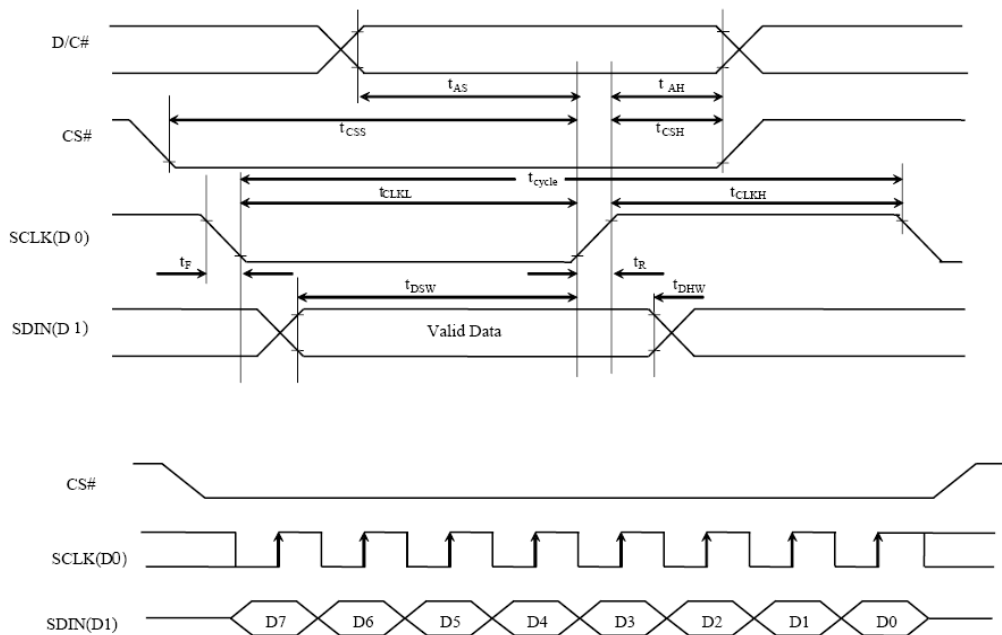 D/C#
tAS
t AH
CS#
tCSS
tCSH
tcycle
tCLKL
tCLKH
SCLK(D 0)
tF
tR
tDSW
tDHW
SDIN(D 1)
Valid Data
CS#
SCLK(D0)
SDIN(D1)
D7 D6 D5 D4 D3 D2 D1 D0